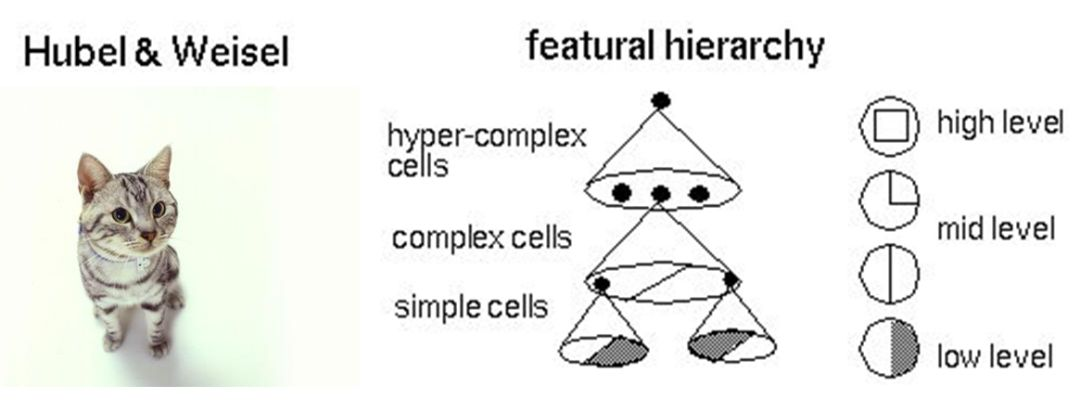 Hubel & Weisel
featural hierarchy
hyper-complex
cells
complex cells
simple cells
high level
mid level
low level